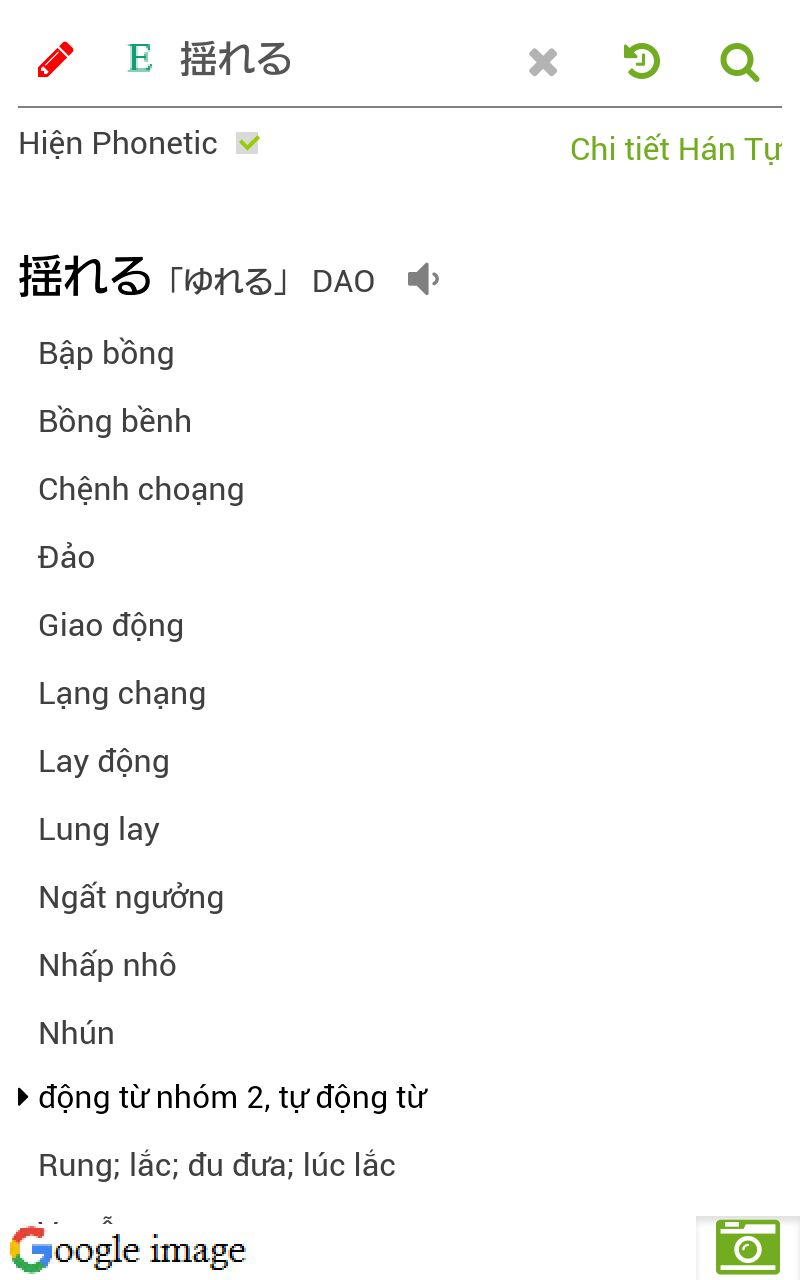 E 揺れる
Hiện Phonetic
Chi tiết Hán Tự
揺れる「ゆれる」 DAO
Bập bồng
Bồng bềnh
Chệnh choạng
Đảo
Giao động
Lạng chạng
Lay động
Lung lay
Ngất ngưởng
Nhấp nhô
Nhún
động từ nhóm 2, tự động từ
Rung; lắc; đu đưa; lúc lắc
Google image